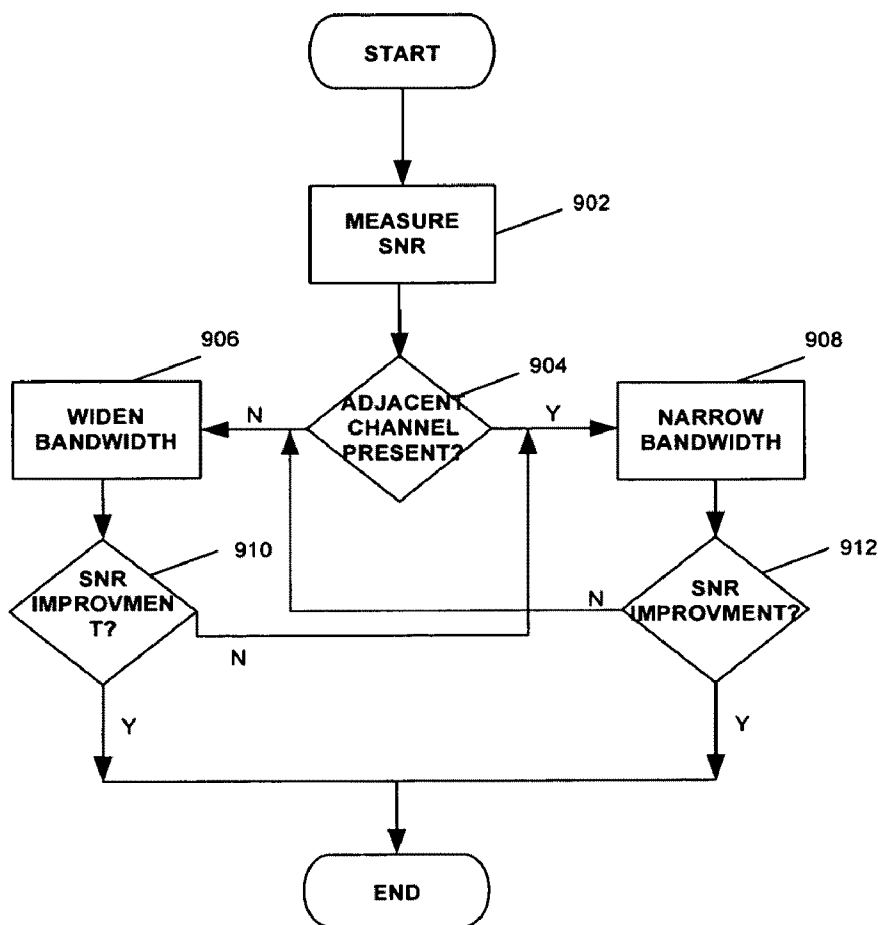 START
MEASURE
SNR
902
906
908
904
WIDEN
BANDWIDTH
N
ADJACENT
CHANNEL
PRESENT?
Y
NARROW
BANDWIDTH
910
912
SNR
IMPROVMEN
T?
N
SNR
IMPROVMENT?
N
Y
Y
END